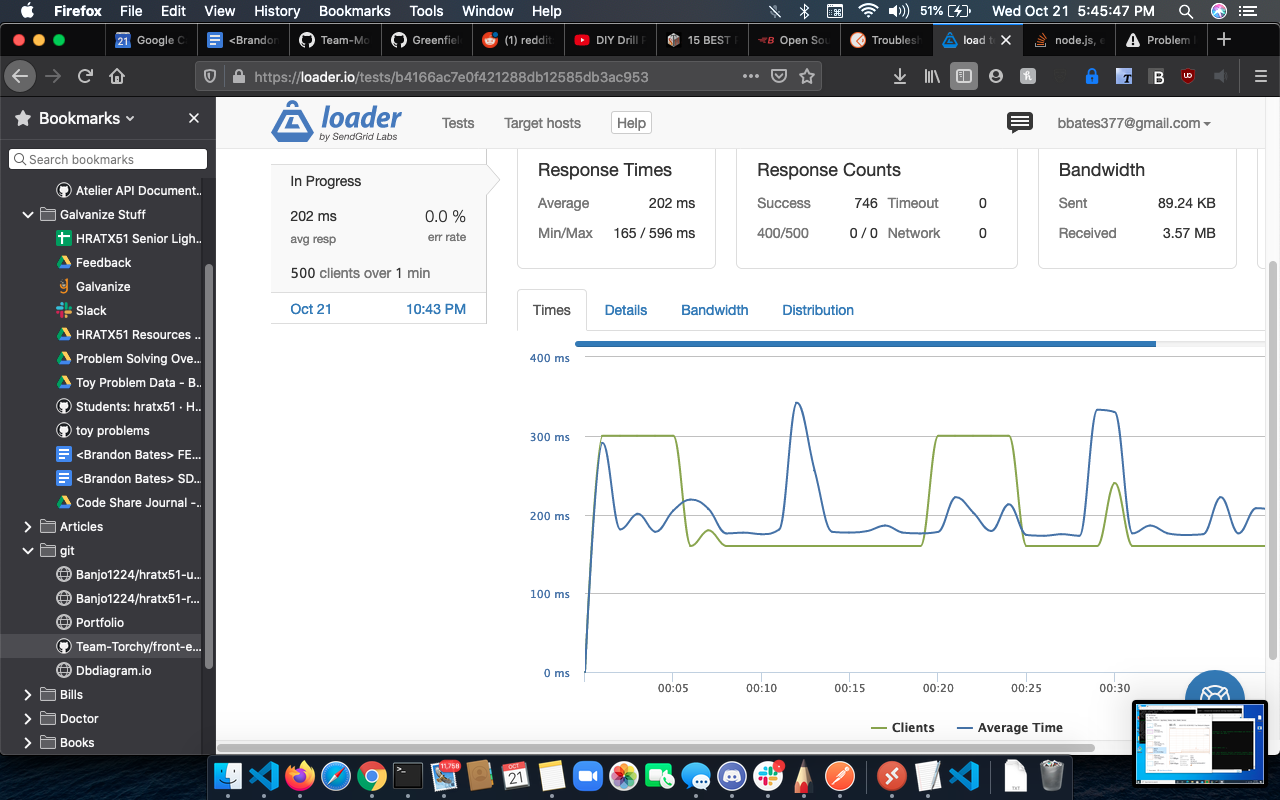 Firefox File Edit View History Bookmarks Tools Window Help 51% Wed Oct 21 5:45:47 PM
21 Google C <Brandon Team-Mo Greenfiel (1) reddit DIY Drill 15 BEST Open Sou Troublesh load t node.js, e Problem
https://loader.io/tests/b4166ac7e0f421288db12585db3ac953
Bookmarks
Search bookmarks
Atelier API Document...
Galvanize Stuff
HRATX51 Senior Ligh...
Feedback
Galvanize
Slack
HRATX51 Resources ...
Problem Solving Ove...
Toy Problem Data - B...
Students: hratx51 · H...
toy problems
<Brandon Bates> FE...
<Brandon Bates> SD...
Code Share Journal -...
Articles
git
Banjo1224/hratx51-u...
Banjo1224/hratx51-r...
Portfolio
Team-Torchy/front-e...
Dbdiagram.io
Bills
Doctor
Books
loader
by SendGrid Labs
Tests Target hosts Help bbates377@gmail.com
In Progress
202 ms 0.0 %
avg resp err rate
500 clients over 1 min
Oct 21 10:43 PM
Response Times
Average 202 ms
Min/Max 165 / 596 ms
Response Counts
Success 746 Timeout 0
400/500 0 / 0 Network 0
Bandwidth
Sent 89.24 KB
Received 3.57 MB
Times Details Bandwidth Distribution
400 ms
300 ms
200 ms
100 ms
0 ms
00:05 00:10 00:15 00:20 00:25 00:30
Clients Average Time
11,758
OCT
21